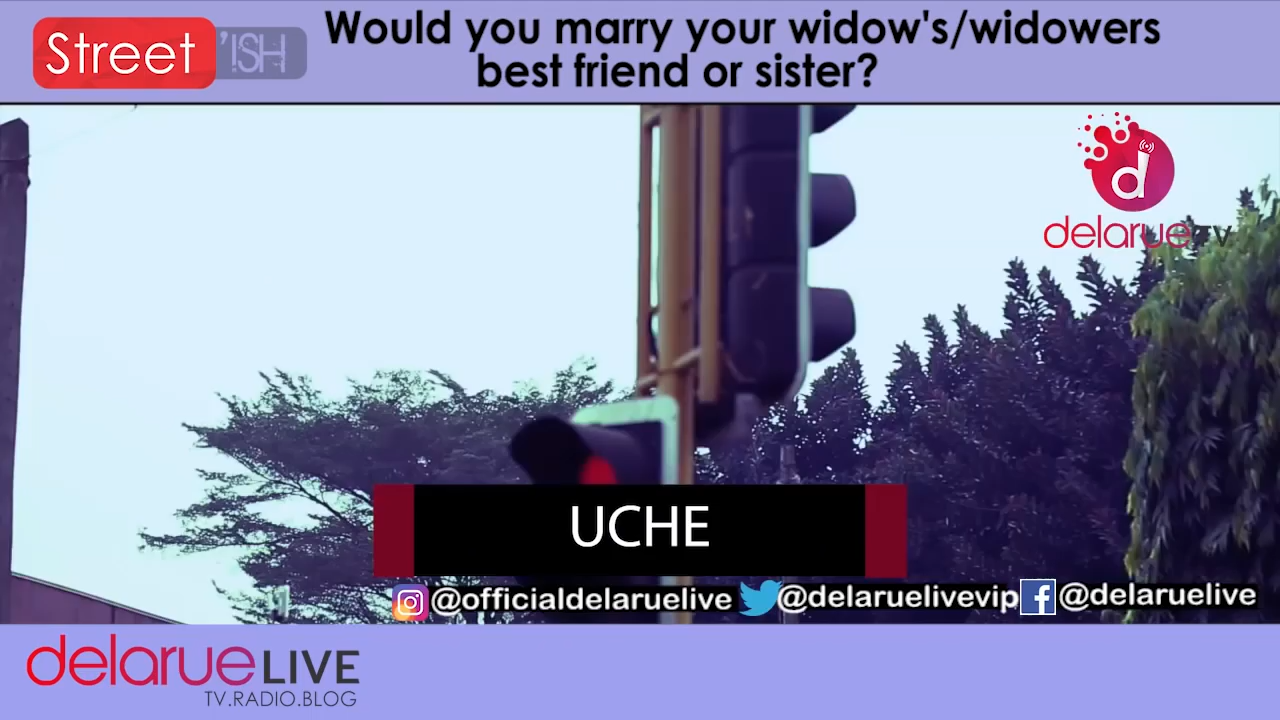 Street 'ISH
Would you marry your widow's/widowers
best friend or sister?
d
delarue TV
UCHE
@officialdelaruelive @delaruelivevip @delaruelive
delarue LIVE
TV.RADIO.BLOG